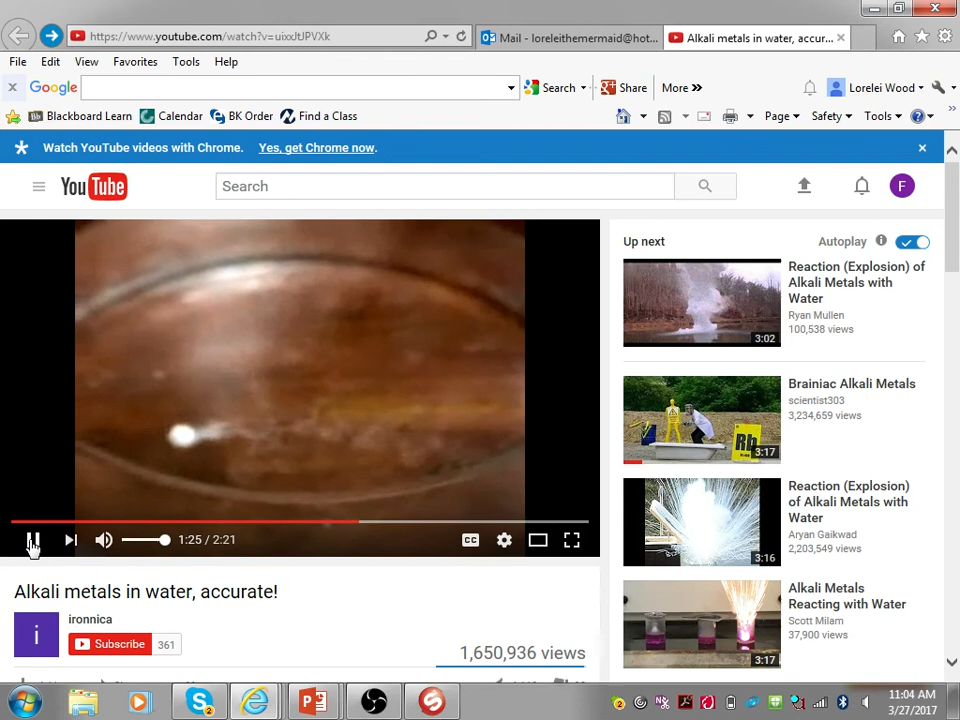 https://www.youtube.com/watch?v=uixxJtJPVXk
Mail - loreleithemermaid@hot...
Alkali metals in water, accur...
File Edit View Favorites Tools Help
Google Search Share More » Lorelei Wood
Blackboard Learn Calendar BK Order Find a Class Page Safety Tools
Watch YouTube videos with Chrome. Yes, get Chrome now.
YouTube Search F
Up next Autoplay
Reaction (Explosion) of
Alkali Metals with
Water
Ryan Mullen
100,538 views
3:02
Brainiac Alkali Metals
scientist303
3,234,659 views
Rb
3:17
Reaction (Explosion)
of Alkali Metals with
Water
Aryan Gaikwad
2,203,549 views
3:16
Alkali Metals
Reacting with Water
Scott Milam
37,900 views
3:17
1:25 / 2:21
CC
Alkali metals in water, accurate!
i
ironnica
Subscribe 361
1,650,936 views
11:04 AM
3/27/2017